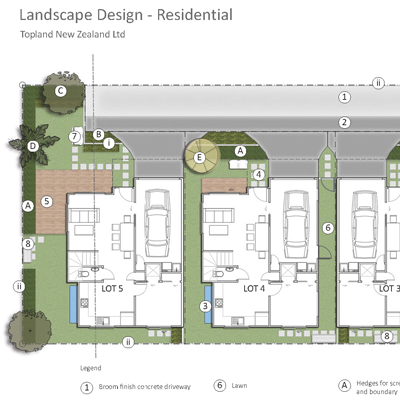 Landscape Design - Residential
Topland New Zealand Ltd
ii
C
1
2
7
B
i
D
E
A
4
A
5
6
8
ii
3
LOT 5
LOT 4
LOT 3
ii
8
Legend
1 Broom finish concrete driveway
6 Lawn
A Hedges for scre
and boundary